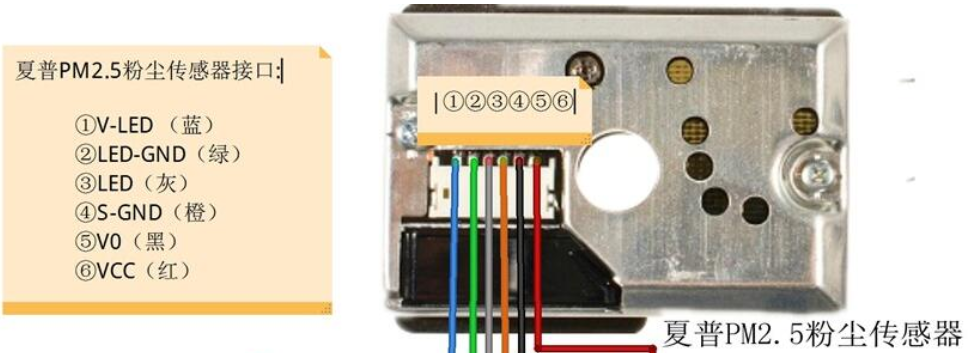 夏普PM2.5粉尘传感器接口:
①V-LED（蓝）
②LED-GND（绿）
③LED（灰）
④S-GND（橙）
⑤V0（黑）
⑥VCC（红）
①②③④⑤⑥
夏普PM2.5粉尘传感器